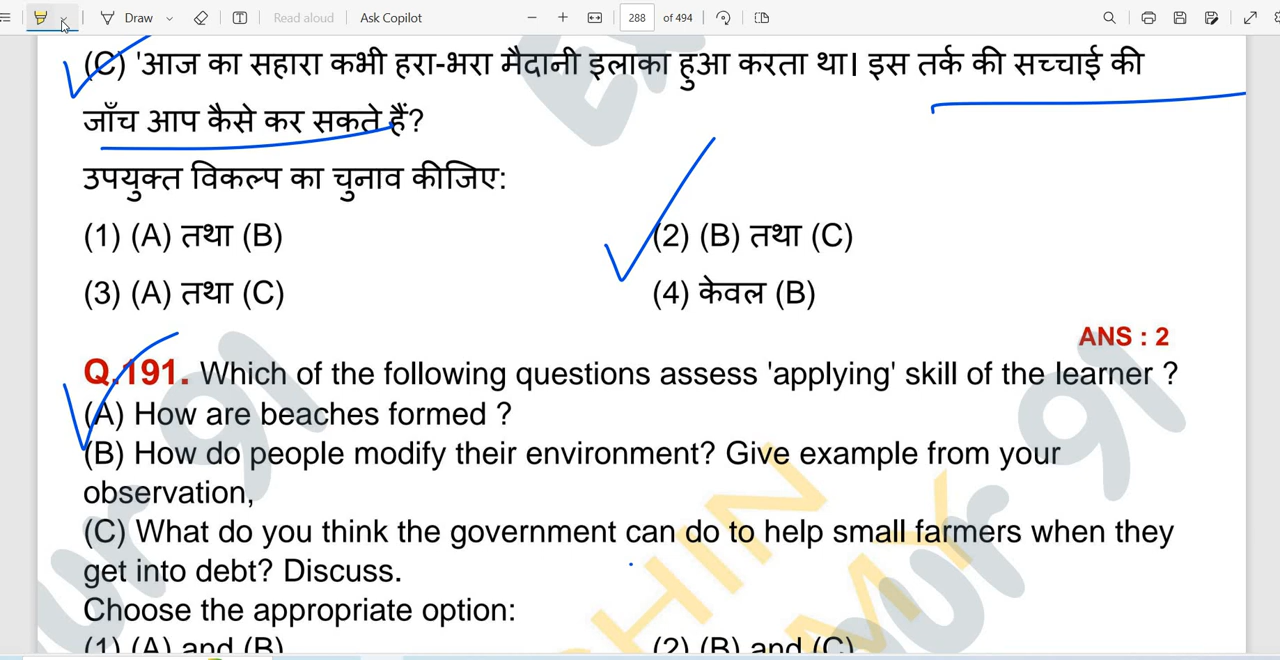 Draw
Read aloud
Ask Copilot
288
of 494
(C) 'आज का सहारा कभी हरा-भरा मैदानी इलाका हुआ करता था। इस तर्क की सच्चाई की
जाँच आप कैसे कर सकते हैं?
उपयुक्त विकल्प का चुनाव कीजिए:
(1) (A) तथा (B)
(2) (B) तथा (C)
(3) (A) तथा (C)
(4) केवल (B)
ANS : 2
Q.191. Which of the following questions assess 'applying' skill of the learner ?
(A) How are beaches formed ?
(B) How do people modify their environment? Give example from your
observation,
(C) What do you think the government can do to help small farmers when they
get into debt? Discuss.
Choose the appropriate option:
(1) (A) and (B)
(2) (B) and (C)